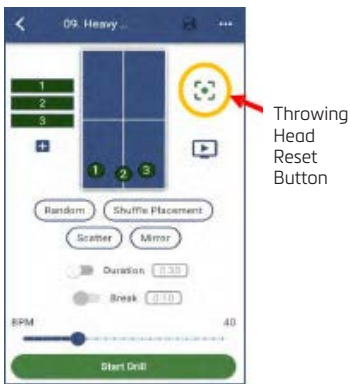 09. Heavy ...
1
2
3
1
2
3
Random
Shuffle Placement
Scatter
Mirror
Duration 0.30
Break 0.10
BPM
40
Start Drill
Throwing
Head
Reset
Button